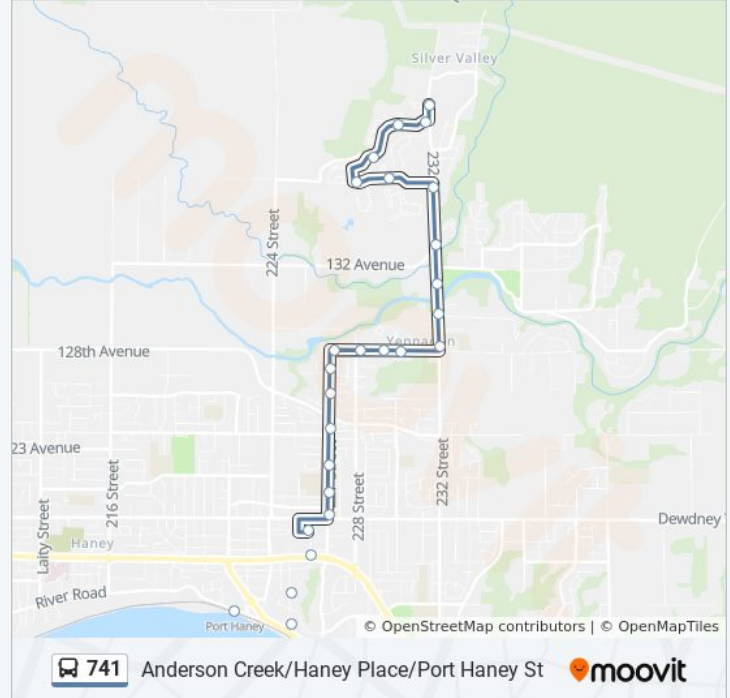 Silver Valley
232
224 Street
132 Avenue
128th Avenue
23 Avenue
216 Street
228 Street
232 Street
Laity Street
Dewdney
Haney
River Road
Port Haney
© OpenStreetMap contributors | © OpenMapTiles
741 Anderson Creek/Haney Place/Port Haney St
moovit